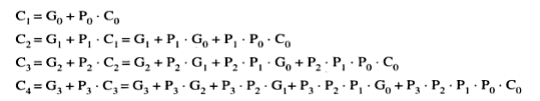 C₁ = G₀ + P₀ · C₀
C₂ = G₁ + P₁ · C₁ = G₁ + P₁ · G₀ + P₁ · P₀ · C₀
C₃ = G₂ + P₂ · C₂ = G₂ + P₂ · G₁ + P₂ · P₁ · G₀ + P₂ · P₁ · P₀ · C₀
C₄ = G₃ + P₃ · C₃ = G₃ + P₃ · G₂ + P₃ · P₂ · G₁ + P₃ · P₂ · P₁ · G₀ + P₃ · P₂ · P₁ · P₀ · C₀